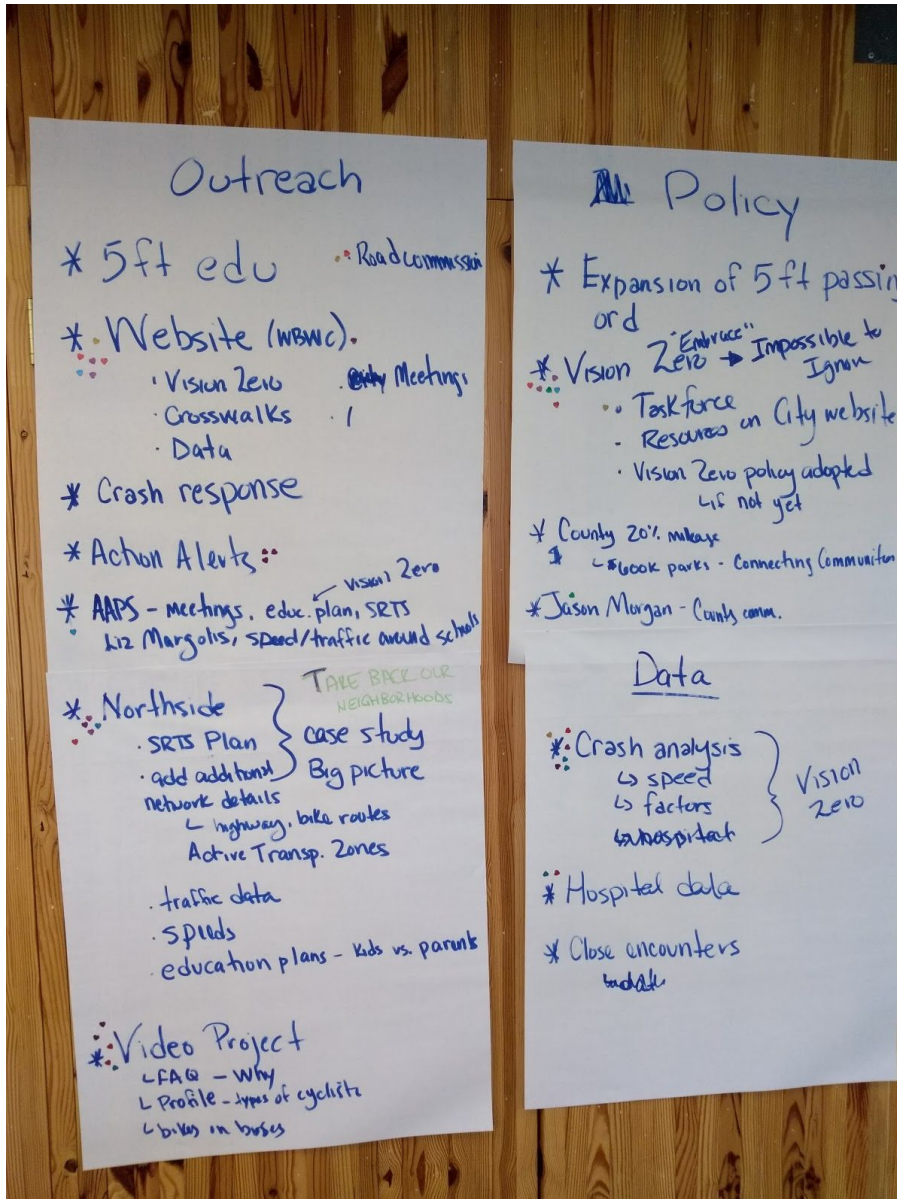 Outreach
* 5ft edu
Road commission
* Website (WBWC)
· Vision Zero
· Crosswalks
· Data
· Meetings
* Crash response
* Action Alerts
vision Zero
* AAPS - meetings, educ. plan, SRTS
Liz Margolis, speed/traffic around schools
TAKE BACK OUR
NEIGHBORHOODS
* Northside
· SRTS Plan
· add additional
network details
highway, bike routes
Active Transp. Zones
case study
Big picture
· traffic data
· speeds
· education plans - kids vs. parents
* Video Project
FAQ - Why
Profile - types of cyclists
bikes on buses
Policy
* Expansion of 5ft passin
ord
* Vision Zero "Embrace" → Impossible to
Ignore
· Taskforce
· Resources on City website
· Vision Zero policy adopted
if not yet
* County 20%
$600k parks - Connecting Communities
* Jason Morgan - County comm.
Data
* Crash analysis
↳ speed
↳ factors
Vision
Zero
* Hospital data
* Close encounters